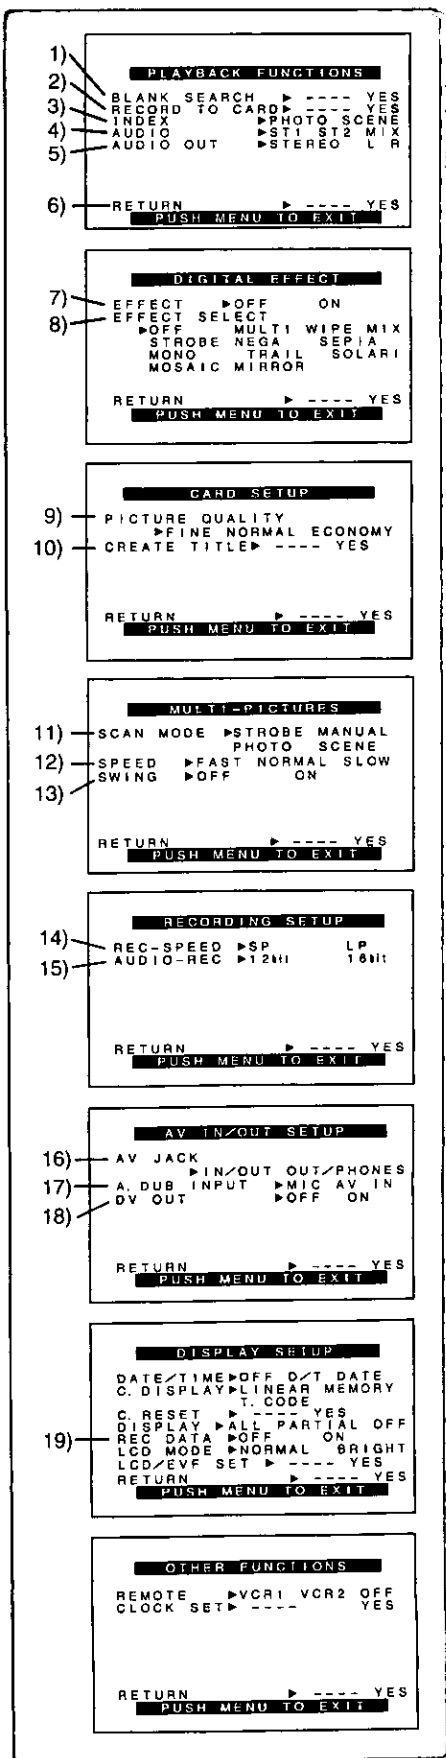 PLAYBACK FUNCTIONS
1) BLANK SEARCH ▶ ---- YES
2) RECORD TO CARD▶ ---- YES
3) INDEX ▶PHOTO SCENE
4) AUDIO ▶ST1 ST2 MIX
5) AUDIO OUT ▶STEREO L R
6) RETURN ▶ ---- YES
PUSH MENU TO EXIT
DIGITAL EFFECT
7) EFFECT ▶OFF ON
8) EFFECT SELECT
▶OFF MULTI WIPE MIX
STROBE NEGA SEPIA
MONO TRAIL SOLARI
MOSAIC MIRROR
RETURN ▶ ---- YES
PUSH MENU TO EXIT
CARD SETUP
9) PICTURE QUALITY
▶FINE NORMAL ECONOMY
10) CREATE TITLE▶ ---- YES
RETURN ▶ ---- YES
PUSH MENU TO EXIT
MULTI-PICTURES
11) SCAN MODE ▶STROBE MANUAL
PHOTO SCENE
12) SPEED ▶FAST NORMAL SLOW
13) SWING ▶OFF ON
RETURN ▶ ---- YES
PUSH MENU TO EXIT
RECORDING SETUP
14) REC-SPEED ▶SP LP
15) AUDIO-REC ▶12bit 16bit
RETURN ▶ ---- YES
PUSH MENU TO EXIT
AV IN/OUT SETUP
16) AV JACK
▶IN/OUT OUT/PHONES
17) A. DUB INPUT ▶MIC AV IN
18) DV OUT ▶OFF ON
RETURN ▶ ---- YES
PUSH MENU TO EXIT
DISPLAY SETUP
DATE/TIME▶OFF D/T DATE
C. DISPLAY▶LINEAR MEMORY
T. CODE
C. RESET ▶ ---- YES
DISPLAY ▶ALL PARTIAL OFF
19) REC DATA ▶OFF ON
LCD MODE ▶NORMAL BRIGHT
LCD/EVF SET ▶ ---- YES
RETURN ▶ ---- YES
PUSH MENU TO EXIT
OTHER FUNCTIONS
REMOTE ▶VCR1 VCR2 OFF
CLOCK SET▶ ---- YES
RETURN ▶ ---- YES
PUSH MENU TO EXIT